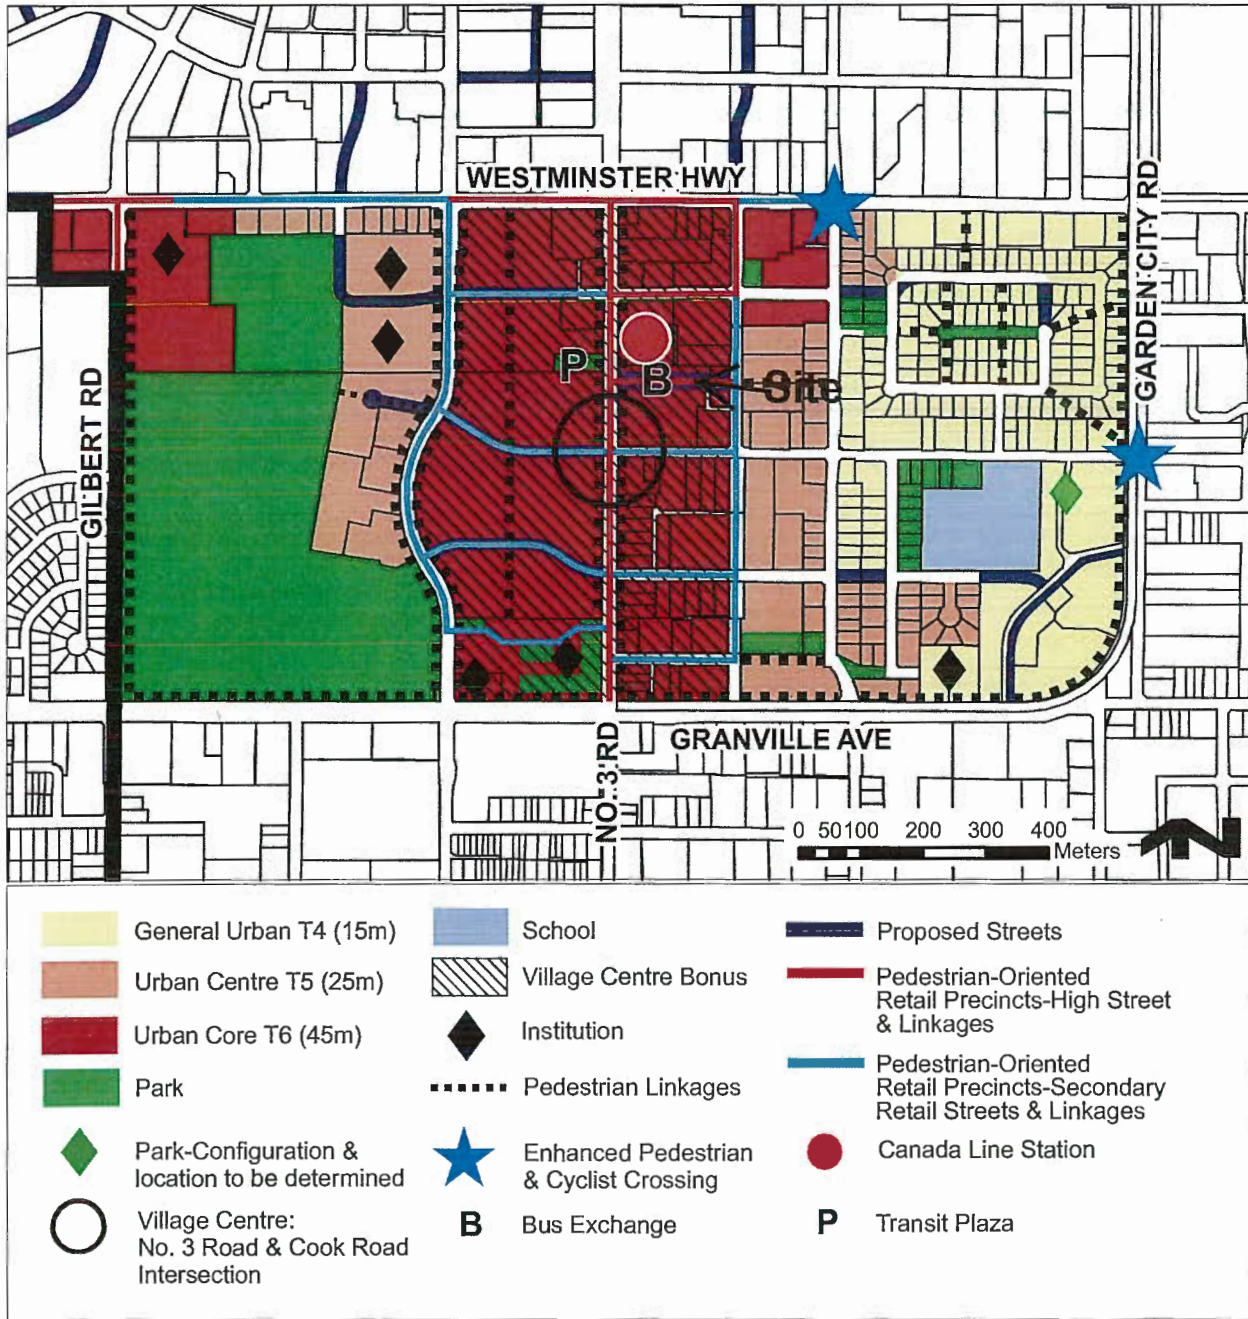 WESTMINSTER HWY
GILBERT RD
GARDEN CITY RD
P
B
Site
NO. 3 RD
GRANVILLE AVE
0 50 100 200 300 400
Meters
N
General Urban T4 (15m)
Urban Centre T5 (25m)
Urban Core T6 (45m)
Park
Park-Configuration &
location to be determined
Village Centre:
No. 3 Road & Cook Road
Intersection
School
Village Centre Bonus
Institution
Pedestrian Linkages
Enhanced Pedestrian
& Cyclist Crossing
B Bus Exchange
Proposed Streets
Pedestrian-Oriented
Retail Precincts-High Street
& Linkages
Pedestrian-Oriented
Retail Precincts-Secondary
Retail Streets & Linkages
Canada Line Station
P Transit Plaza